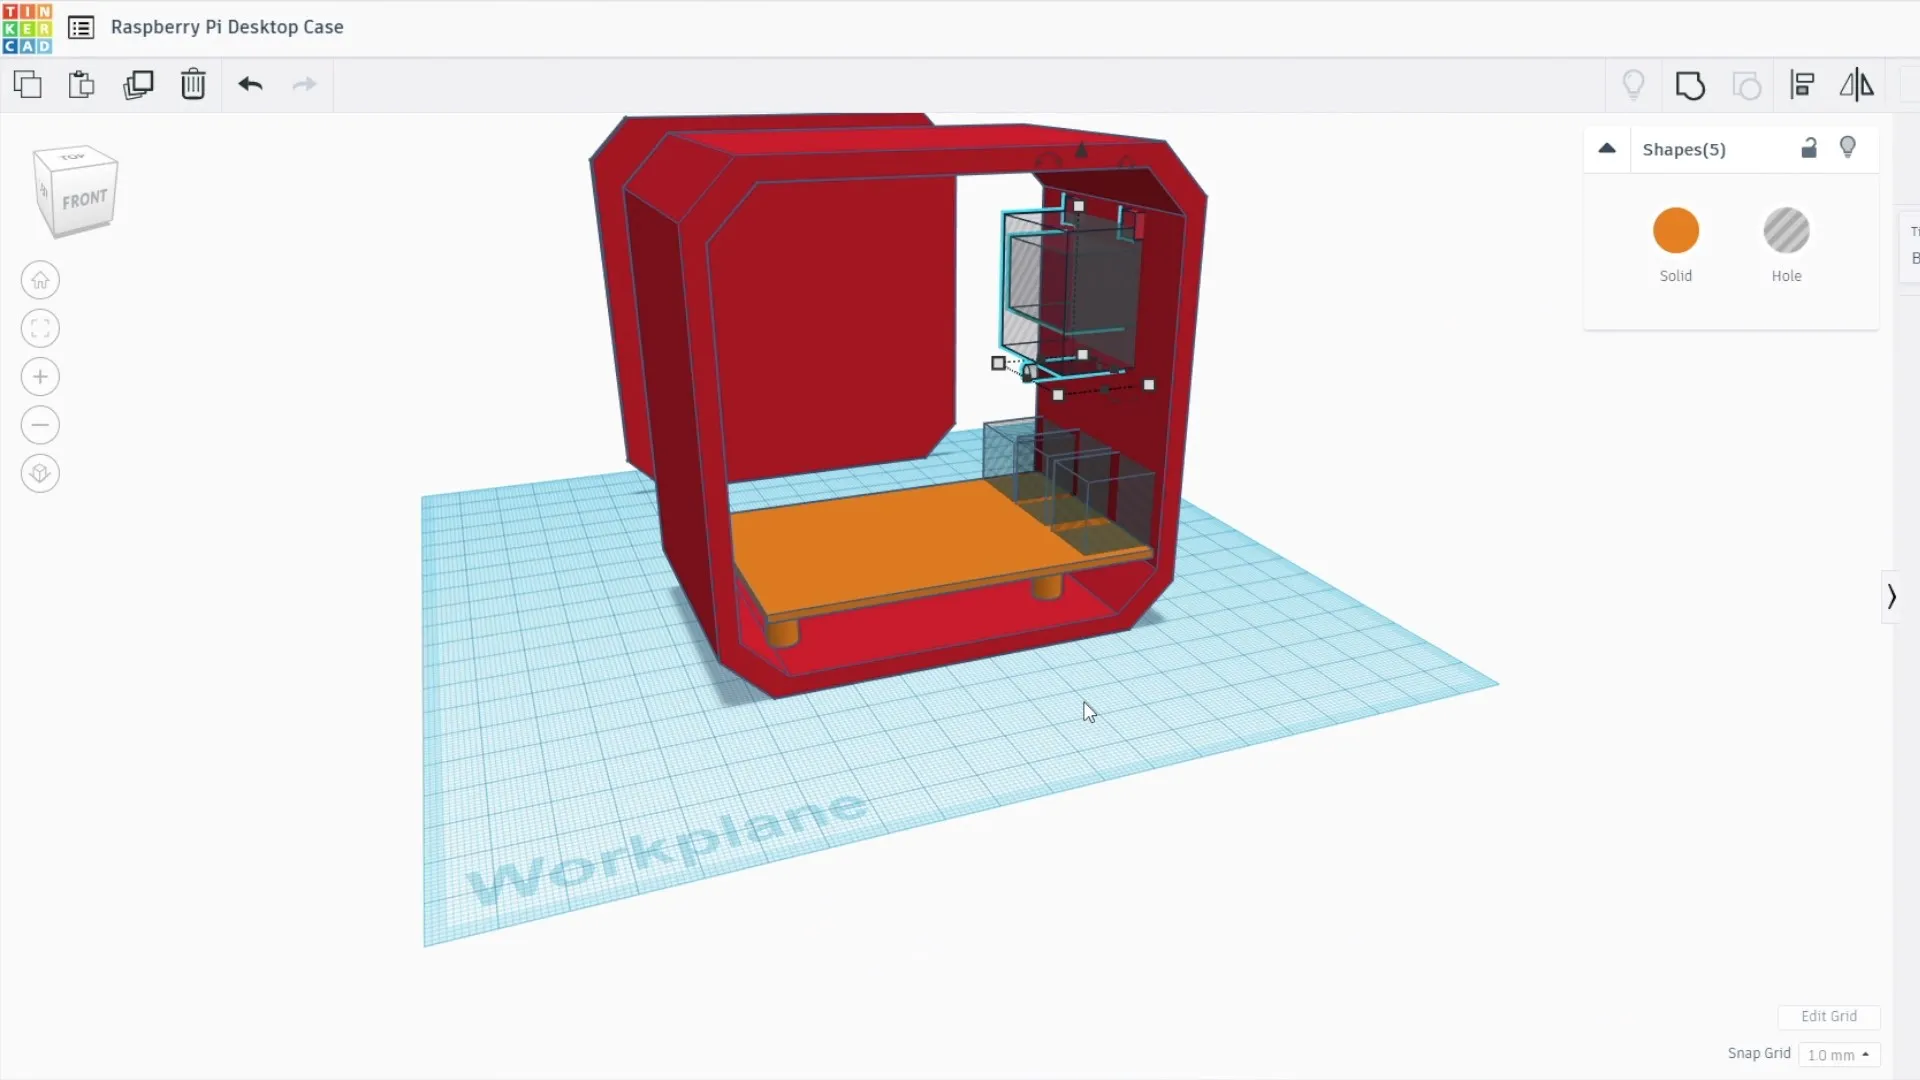 TIN
KER
CAD
Raspberry Pi Desktop Case
TOP
FRONT
Shapes(5)
Solid
Hole
Workplane
Edit Grid
Snap Grid
1.0 mm